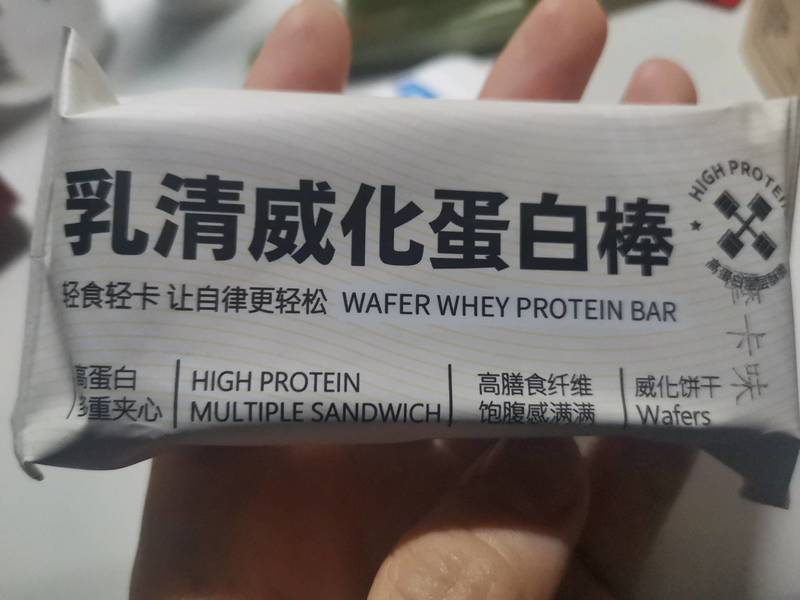 乳清威化蛋白棒
轻食轻卡 让自律更轻松 WAFER WHEY PROTEIN BAR
高蛋白
多重夹心
HIGH PROTEIN
MULTIPLE SANDWICH
高膳食纤维
饱腹感满满
威化饼干
Wafers
HIGH PROTEIN
卡味